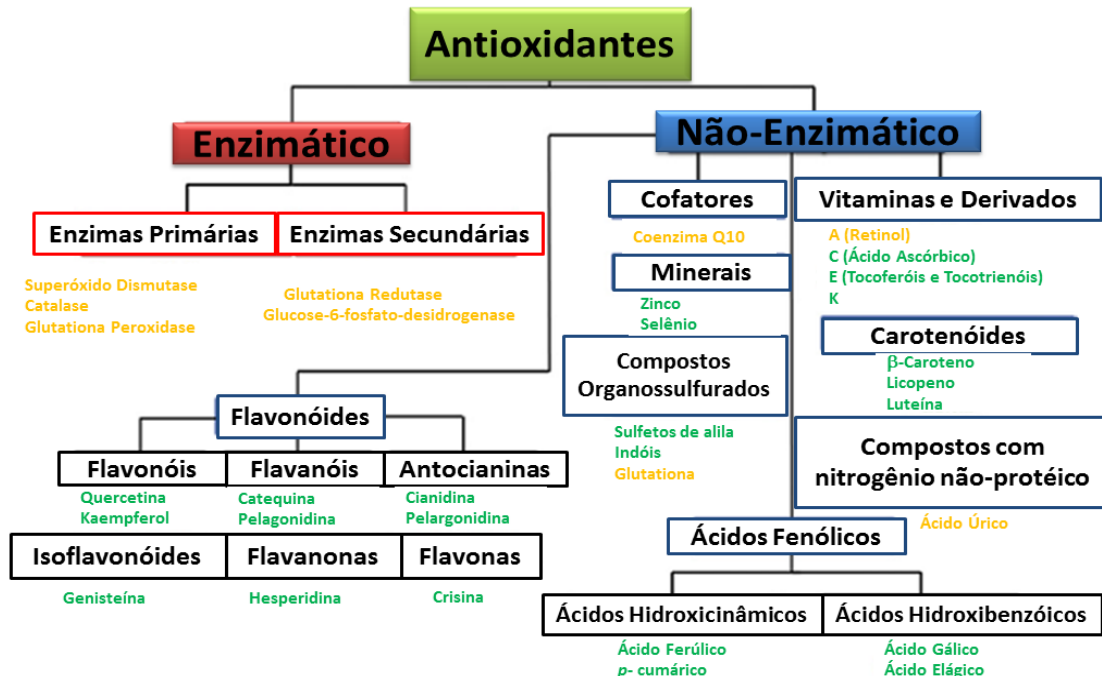 Antioxidantes
Enzimático
Não-Enzimático
Enzimas Primárias
Enzimas Secundárias
Superóxido Dismutase
Catalase
Glutationa Peroxidase
Glutationa Redutase
Glucose-6-fosfato-desidrogenase
Cofatores
Coenzima Q10
Minerais
Zinco
Selênio
Compostos
Organossulfurados
Sulfetos de alila
Indóis
Glutationa
Vitaminas e Derivados
A (Retinol)
C (Ácido Ascórbico)
E (Tocoferóis e Tocotrienóis)
K
Carotenóides
β-Caroteno
Licopeno
Luteína
Compostos com
nitrogênio não-protéico
Ácido Úrico
Flavonóides
Flavonóis
Quercetina
Kaempferol
Flavanóis
Catequina
Pelagonidina
Antocianinas
Cianidina
Pelargonidina
Isoflavonóides
Genisteína
Flavanonas
Hesperidina
Flavonas
Crisina
Ácidos Fenólicos
Ácidos Hidroxicinâmicos
Ácido Ferúlico
p- cumárico
Ácidos Hidroxibenzóicos
Ácido Gálico
Ácido Elágico